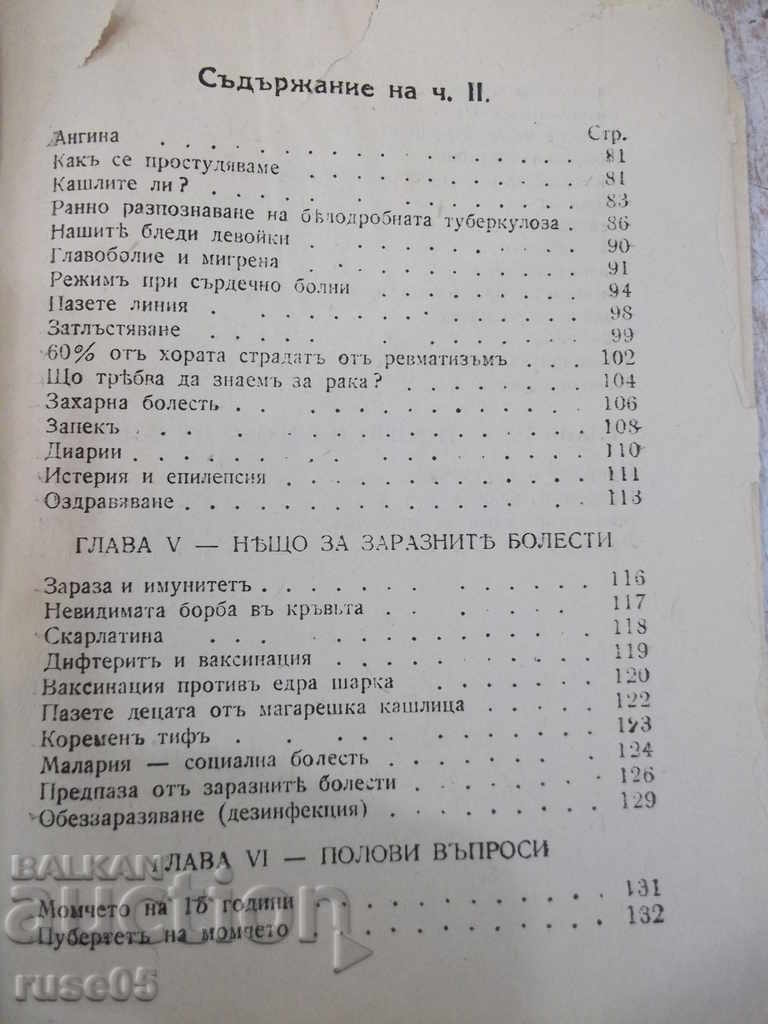 Съдържание на ч. II.
Стр.
Ангина . . . . . . . . . . . . . . 81
Какъ се простудяваме . . . . . . . . . . 81
Кашлите ли? . . . . . . . . . . . . . 83
Ранно разпознаване на бѣлодробната туберкулоза . 86
Нашитѣ бледи девойки . . . . . . . . . . 90
Главоболие и мигрена . . . . . . . . . . 91
Режимъ при сърдечно болни . . . . . . . . 94
Пазете линия . . . . . . . . . . . . . 98
Затлъстяване . . . . . . . . . . . . . 99
60% отъ хората страдатъ отъ ревматизъмъ . . . 102
Що трѣбва да знаемъ за рака? . . . . . . . 104
Захарна болесть . . . . . . . . . . . . 106
Запекъ . . . . . . . . . . . . . . . 108
Диарии . . . . . . . . . . . . . . . 110
Истерия и епилепсия . . . . . . . . . . . 111
Оздравяване . . . . . . . . . . . . . . 113
ГЛАВА V — НѢЩО ЗА ЗАРАЗНИТѢ БОЛЕСТИ
Зараза и имунитетъ . . . . . . . . . . . 116
Невидимата борба въ кръвьта . . . . . . . 117
Скарлатина . . . . . . . . . . . . . . 118
Дифтеритъ и ваксинация . . . . . . . . . 119
Ваксинация противъ едра шарка . . . . . . . 120
Пазете децата отъ магарешка кашлица . . . . . 122
Коременъ тифъ . . . . . . . . . . . . 123
Малария — социална болесть . . . . . . . . 124
Предпаза отъ заразнитѣ болести . . . . . . . 126
Обеззаразяване (дезинфекция) . . . . . . . . 129
ГЛАВА VI — ПОЛОВИ ВЪПРОСИ
Момчето на 15 години . . . . . . . . . . 131
Пубертетъ на момчето . . . . . . . . . . 132
BALKAN
auction
ruse05